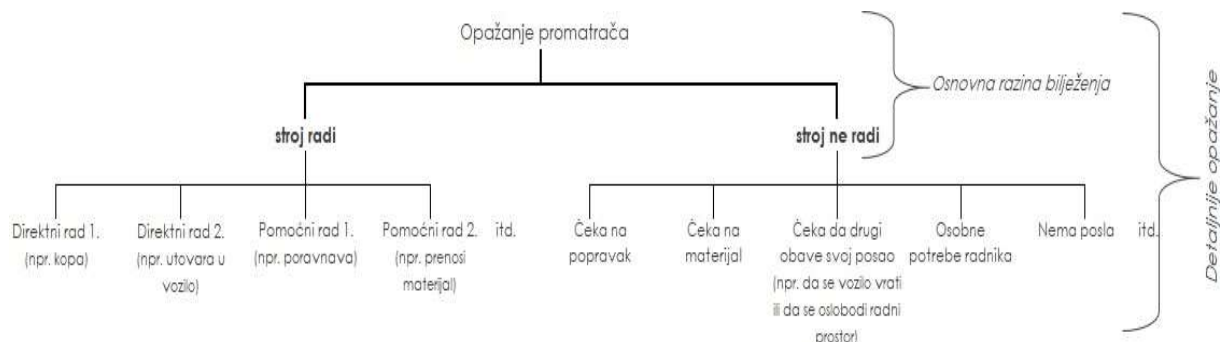 Opažanje promatrača
Osnovna razina bilježenja
Detaljnije opažanje
stroj radi
stroj ne radi
Direktni rad 1.
(npr. kopa)
Direktni rad 2.
(npr. utovara u
vozilo)
Pomoćni rad 1.
(npr. poravnava)
Pomoćni rad 2.
(npr. prenosi
materijal)
itd.
Čeka na
popravak
Čeka na
materijal
Čeka da drugi
obave svoj posao
(npr. da se vozilo vrati
ili da se oslobodi radni
prostor)
Osobne
potrebe radnika
Nema posla
itd.